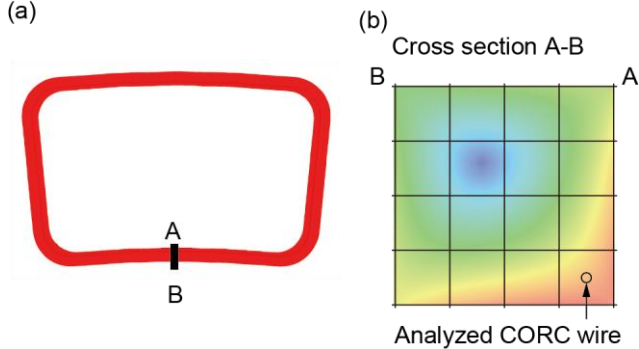 (a)
A
B
(b)
Cross section A-B
B
A
Analyzed CORC wire